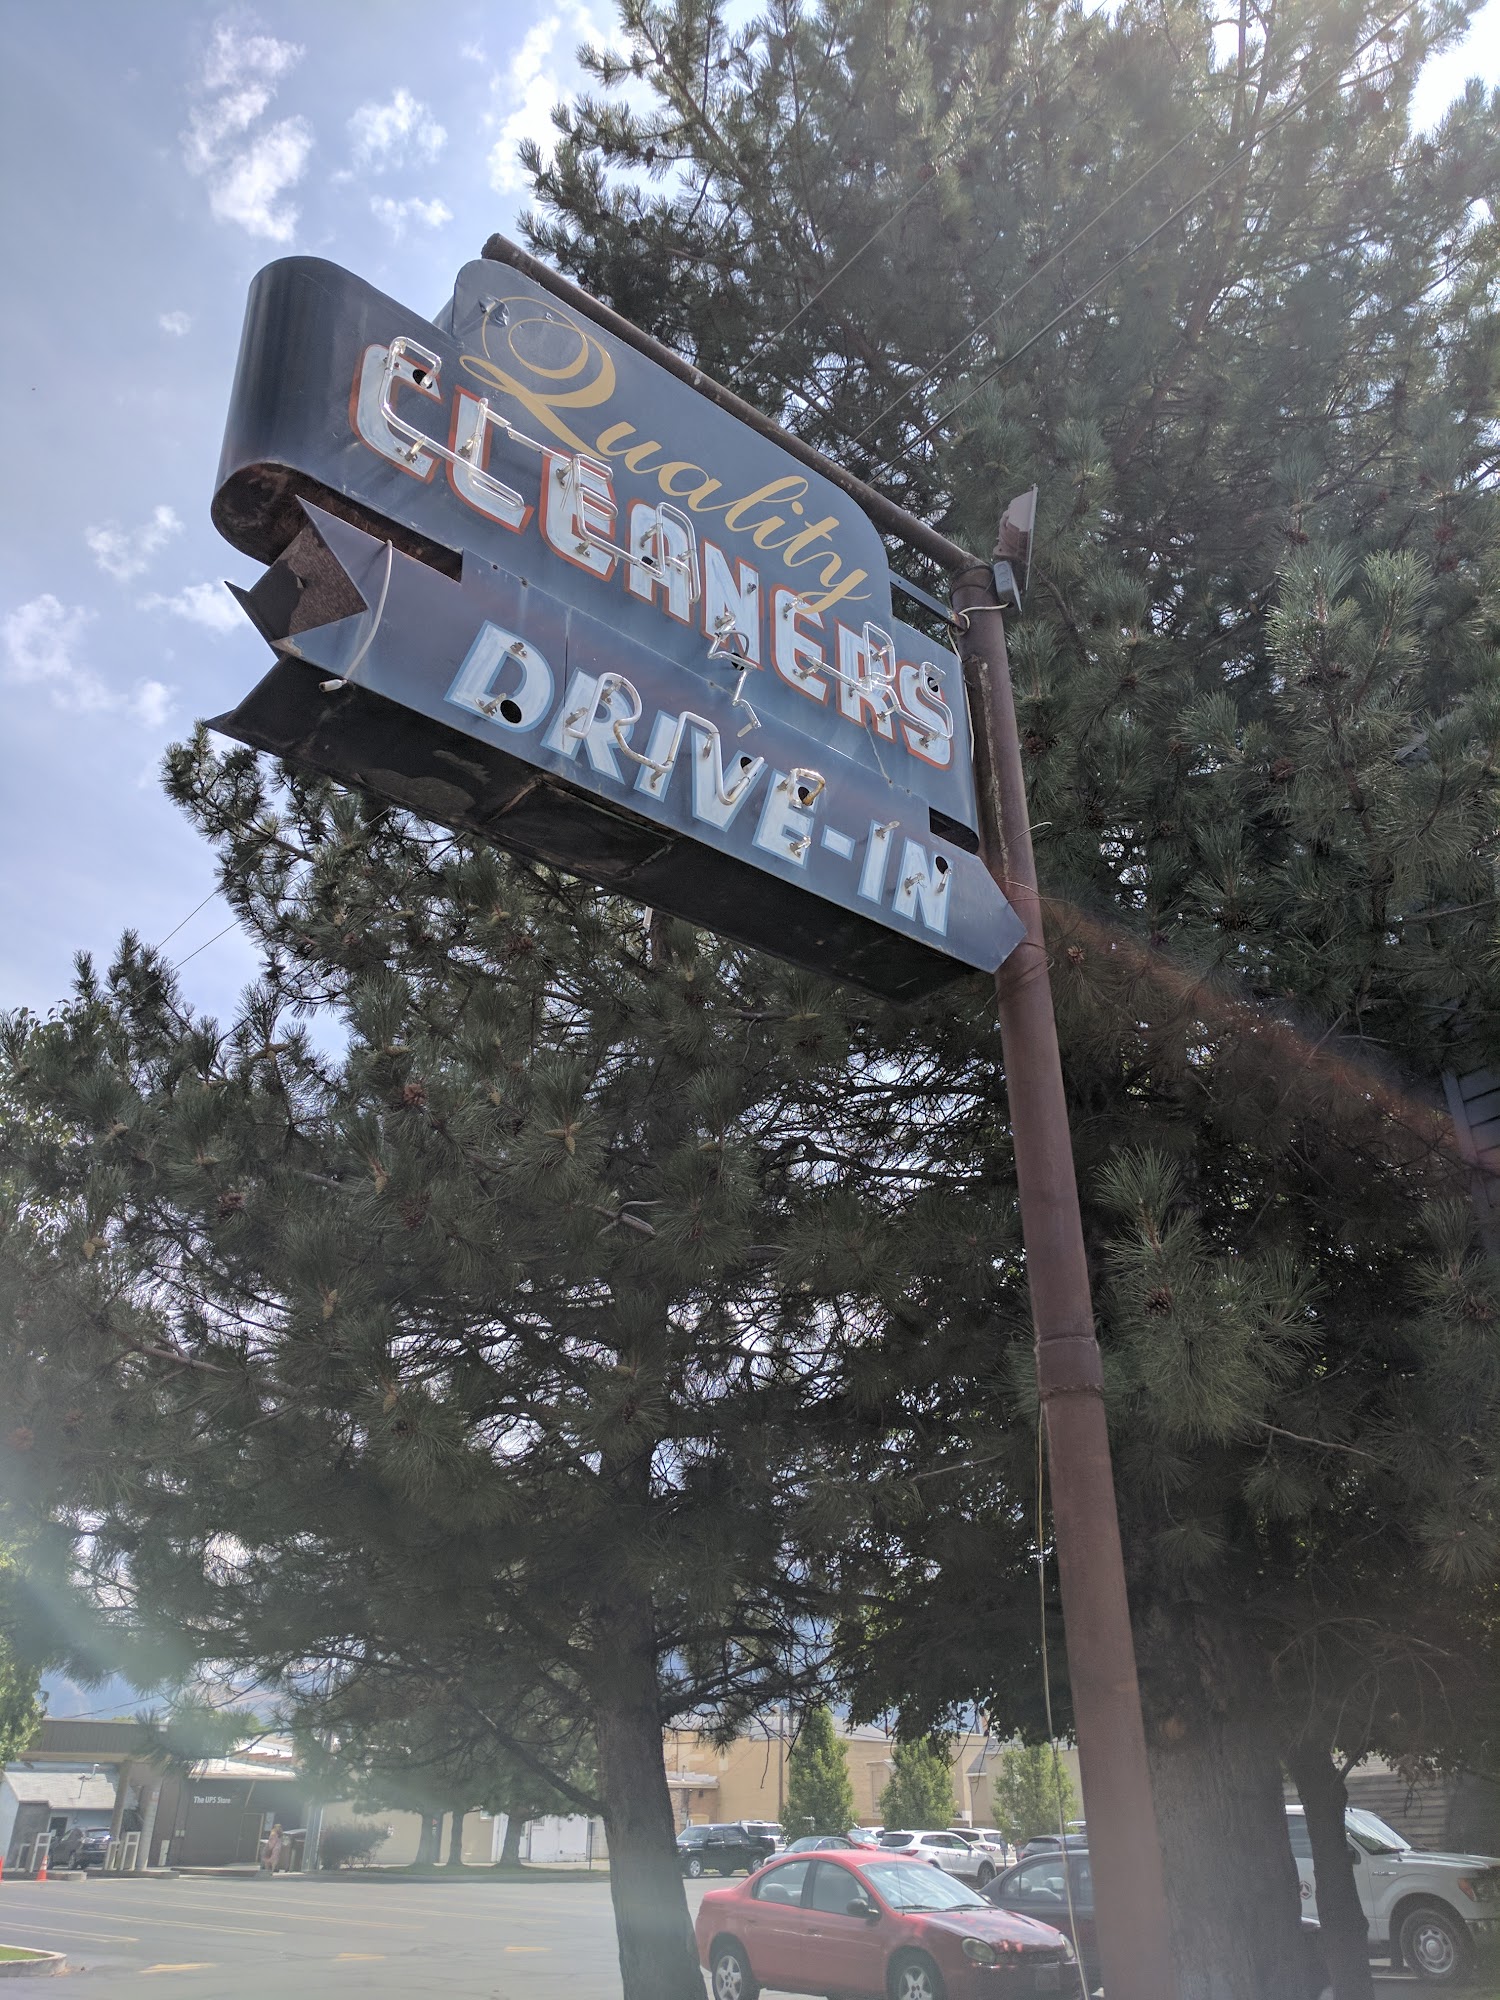 Quality
CLEANERS
DRIVE-IN
The UPS Store